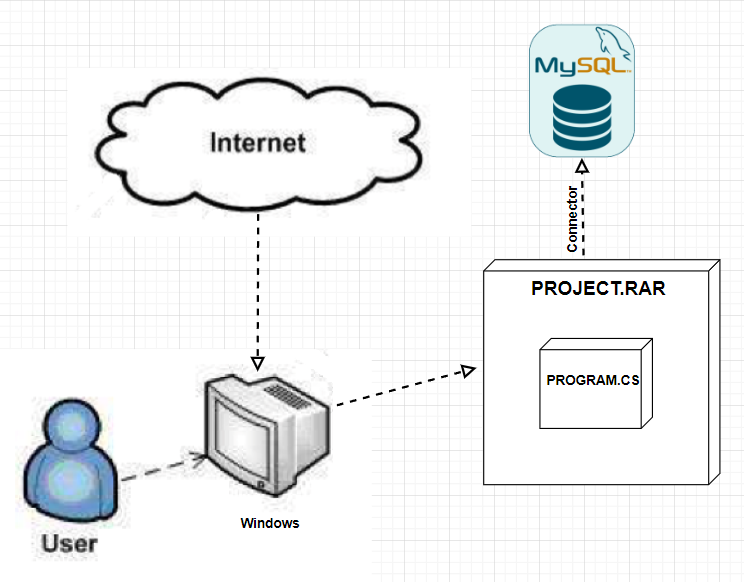 Internet
MySQL
Connector
PROJECT.RAR
PROGRAM.CS
Windows
User